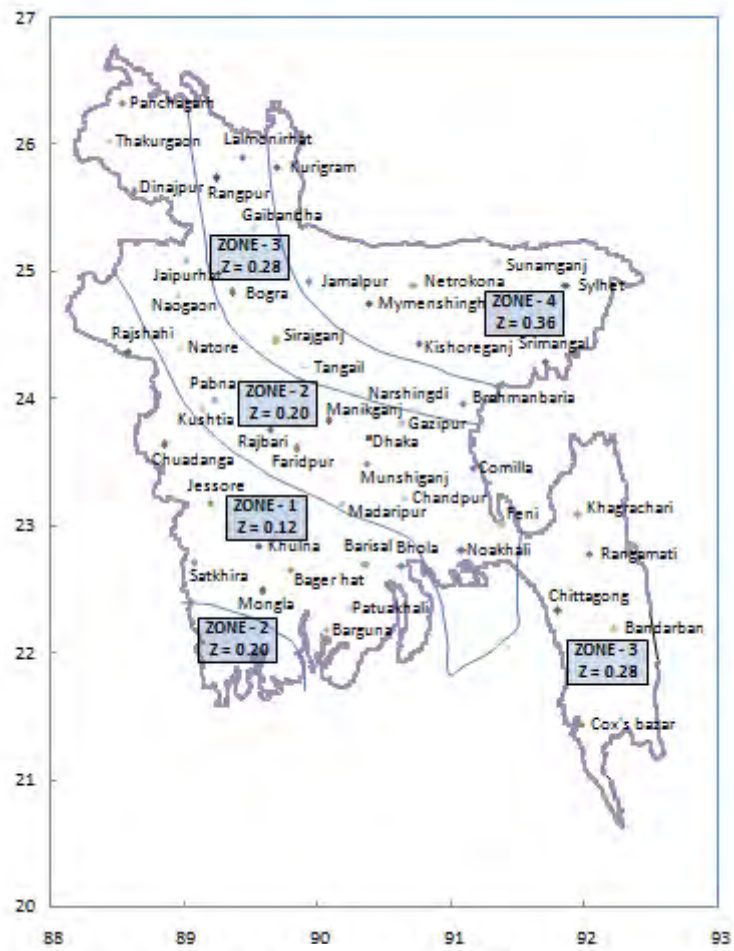 27
26
25
24
23
22
21
20
88
89
90
91
92
93
Panchagarh
Thakurgaon
Lalmonirhat
Kurigram
Dinajpur
Rangpur
Gaibandha
ZONE - 3
Z = 0.28
Sunamganj
Jaipurhat
Jamalpur
Netrokona
Sylhet
Naogaon
Bogra
Mymenshingh
ZONE - 4
Z = 0.36
Rajshahi
Natore
Sirajganj
Kishoreganj
Srimangal
Tangail
Pabna
ZONE - 2
Z = 0.20
Narshingdi
Brahmanbaria
Kushtia
Manikganj
Gazipur
Rajbari
Dhaka
Chuadanga
Faridpur
Munshiganj
Comilla
Jessore
Chandpur
ZONE - 1
Z = 0.12
Madaripur
Feni
Khagrachari
Khulna
Barisal
Bhola
Noakhali
Rangamati
Satkhira
Bager hat
Mongla
Patuakhali
Chittagong
ZONE - 2
Z = 0.20
Barguna
Bandarban
ZONE - 3
Z = 0.28
Cox's bazar